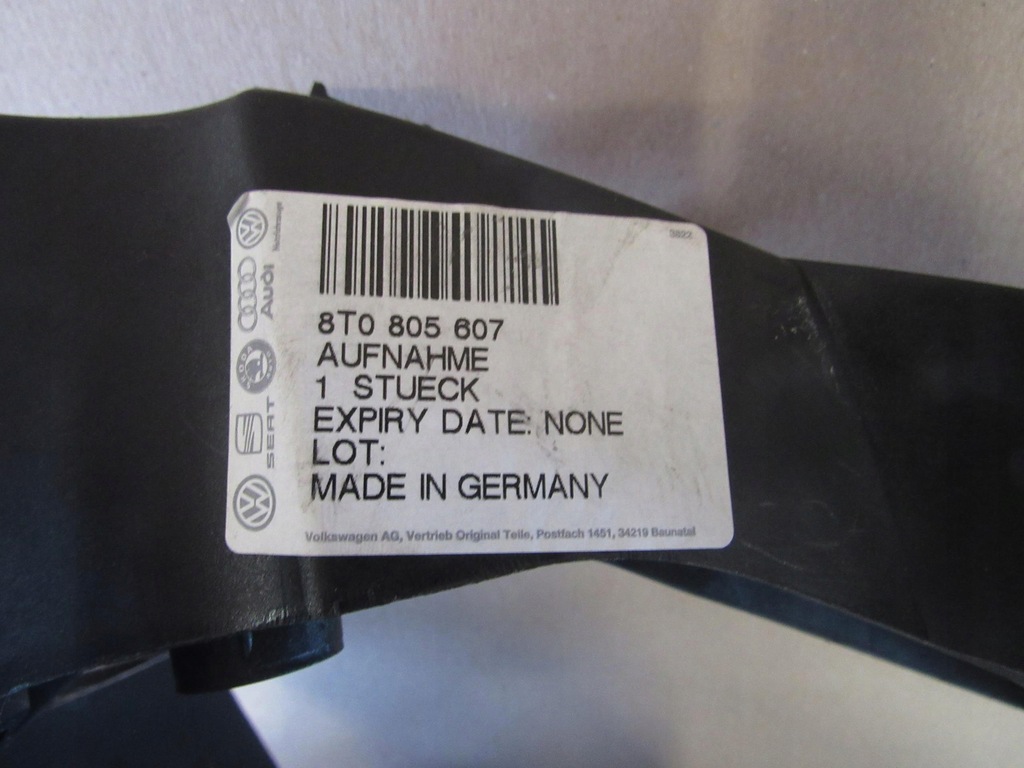 3822
8T0 805 607
AUFNAHME
1 STUECK
EXPIRY DATE: NONE
LOT:
MADE IN GERMANY
Volkswagen AG, Vertrieb Original Teile, Postfach 1451, 34219 Baunatal
Audi
SEAT